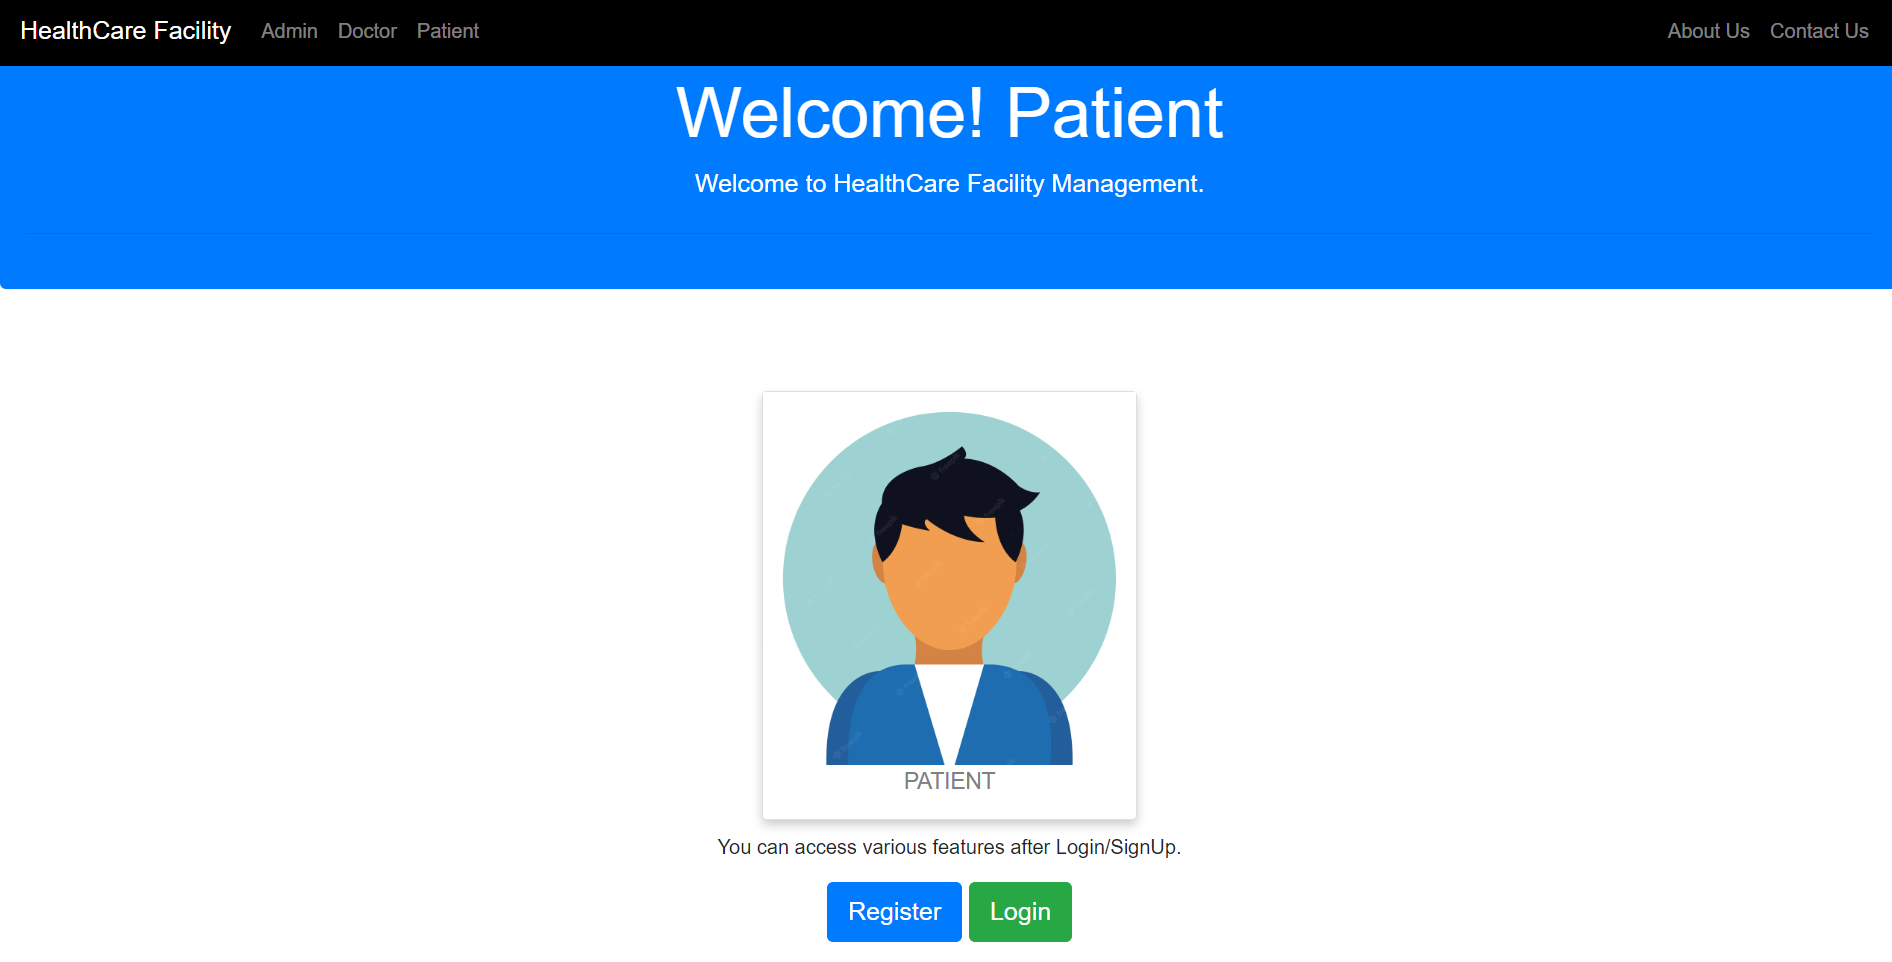 HealthCare Facility Admin Doctor Patient About Us Contact Us
Welcome! Patient
Welcome to HealthCare Facility Management.
PATIENT
You can access various features after Login/SignUp.
Register Login